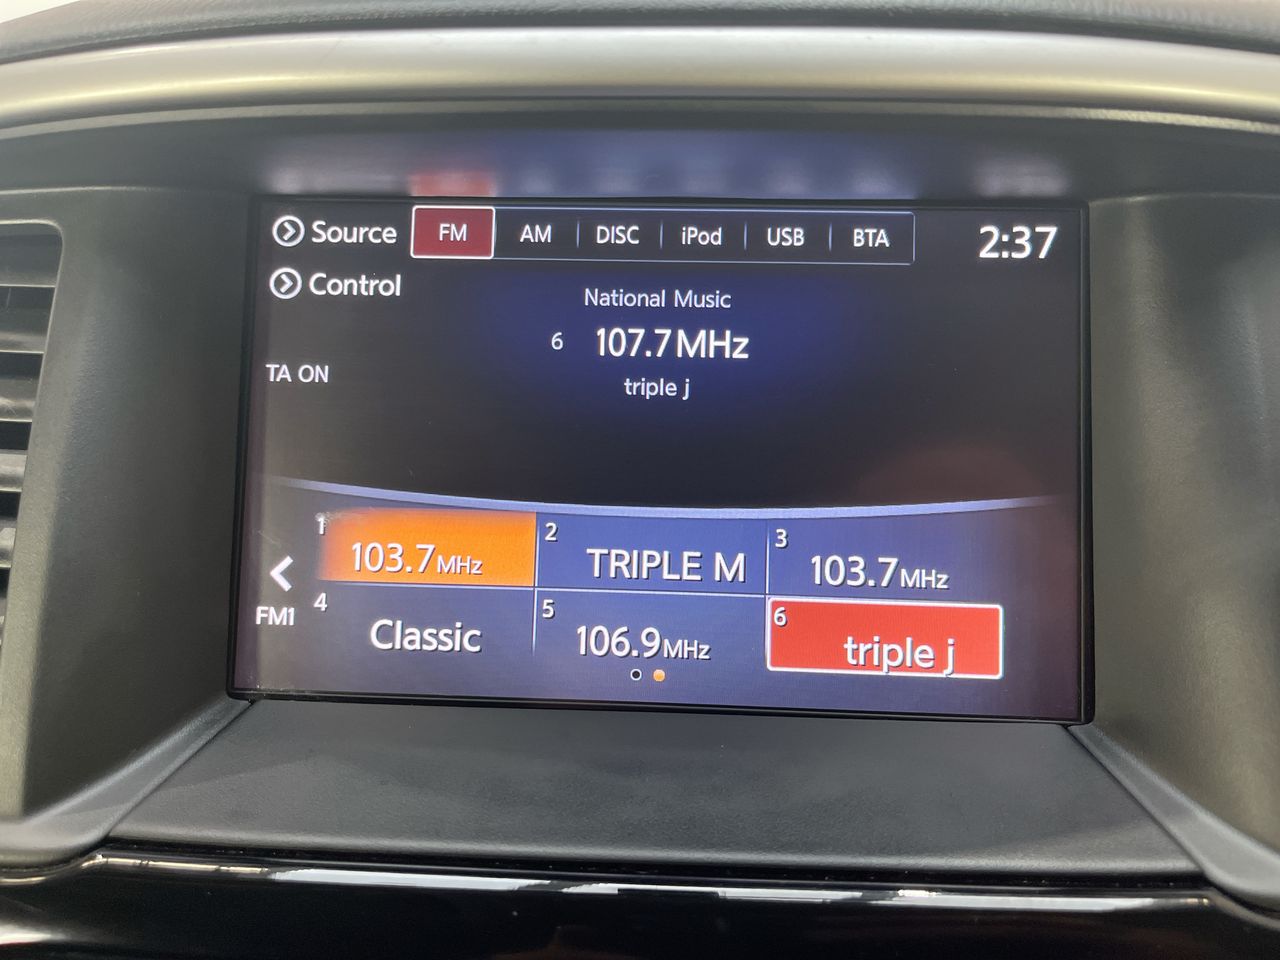 Source FM AM DISC iPod USB BTA 2:37
Control
National Music
6 107.7MHz
TA ON
triple j
1 103.7MHz 2 TRIPLE M 3 103.7MHz
FM1
4 Classic 5 106.9MHz 6 triple j